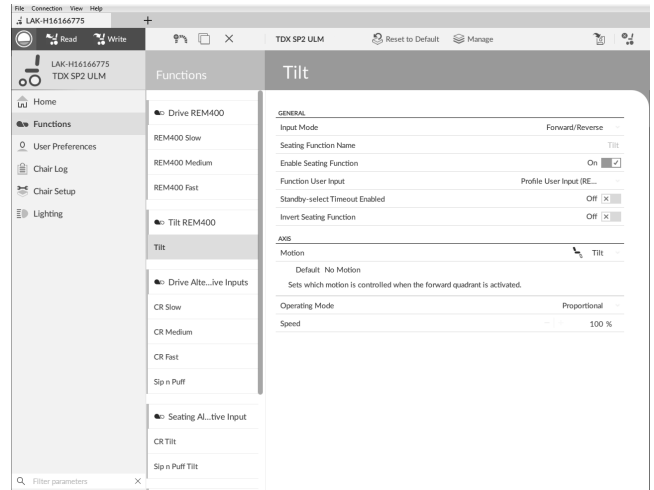 File Connection View Help
LAK-H16166775 +
Read Write
TDX SP2 ULM Reset to Default Manage
LAK-H16166775
TDX SP2 ULM
Home
Functions
User Preferences
Chair Log
Chair Setup
Lighting
Filter parameters
Functions
Drive REM400
REM400 Slow
REM400 Medium
REM400 Fast
Tilt REM400
Tilt
Drive Alte...ive Inputs
CR Slow
CR Medium
CR Fast
Sip n Puff
Seating Al...tive Input
CR Tilt
Sip n Puff Tilt
Tilt
GENERAL
Input Mode Forward/Reverse
Seating Function Name Tilt
Enable Seating Function On
Function User Input Profile User Input (RE...
Standby-select Timeout Enabled Off
Invert Seating Function Off
AXIS
Motion Tilt
Default No Motion
Sets which motion is controlled when the forward quadrant is activated.
Operating Mode Proportional
Speed 100 %